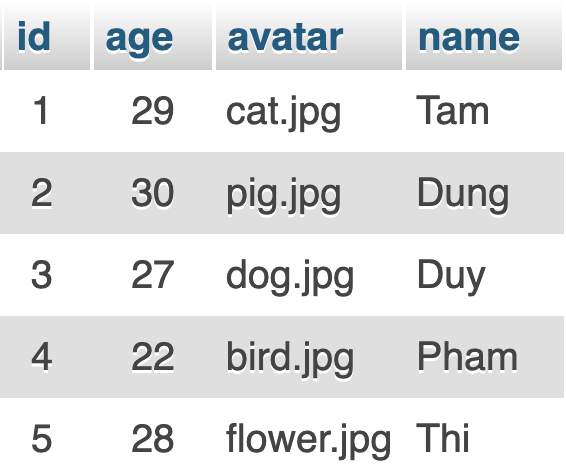 id age avatar name
1 29 cat.jpg Tam
2 30 pig.jpg Dung
3 27 dog.jpg Duy
4 22 bird.jpg Pham
5 28 flower.jpg Thi